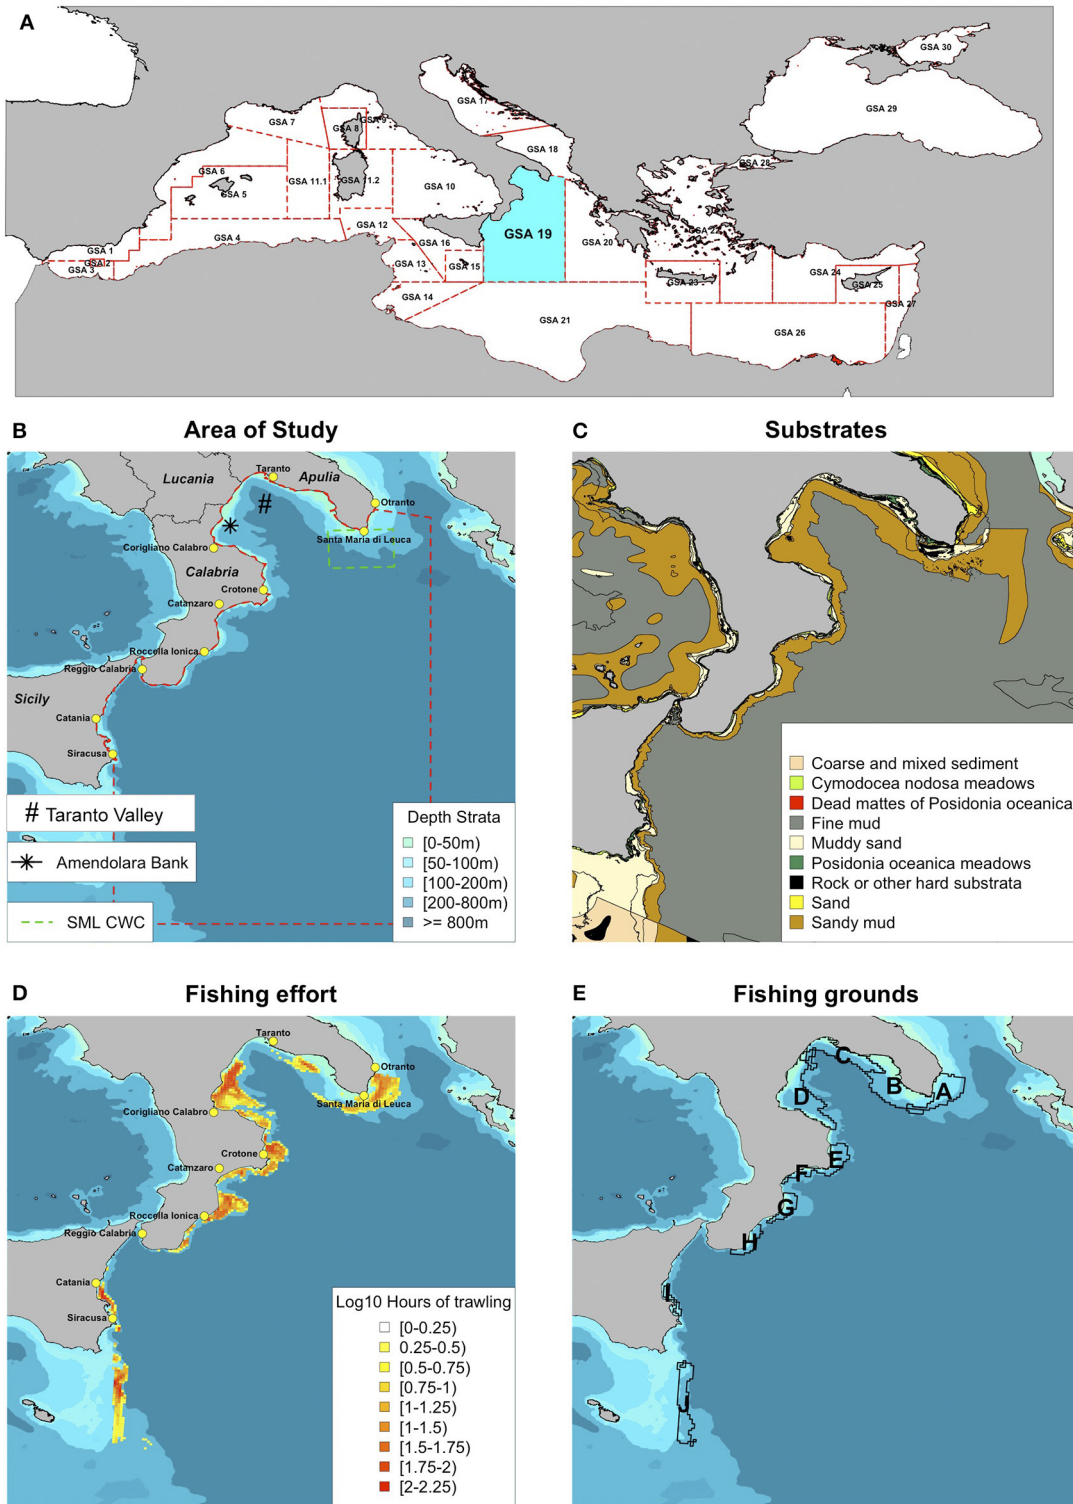 A
GSA 30
GSA 17
GSA 29
GSA 7
GSA 8
GSA 9
GSA 18
GSA 28
GSA 6
GSA 5
GSA 11.1
GSA 11.2
GSA 10
GSA 12
GSA 19
GSA 20
GSA 22
GSA 1
GSA 2
GSA 3
GSA 4
GSA 16
GSA 13
GSA 15
GSA 14
GSA 23
GSA 24
GSA 25
GSA 27
GSA 21
GSA 26
B
Area of Study
Lucania
Taranto
Apulia
#
Otranto
Santa Maria di Leuca
Corigliano Calabro
Calabria
Crotone
Catanzaro
Roccella Ionica
Reggio Calabria
Sicily
Catania
Siracusa
# Taranto Valley
Amendolara Bank
SML CWC
Depth Strata
[0-50m)
[50-100m)
[100-200m)
[200-800m)
>= 800m
C
Substrates
Coarse and mixed sediment
Cymodocea nodosa meadows
Dead mattes of Posidonia oceanica
Fine mud
Muddy sand
Posidonia oceanica meadows
Rock or other hard substrata
Sand
Sandy mud
D
Fishing effort
Taranto
Otranto
Santa Maria di Leuca
Corigliano Calabro
Crotone
Catanzaro
Roccella Ionica
Reggio Calabria
Catania
Siracusa
Log10 Hours of trawling
[0-0.25)
0.25-0.5)
[0.5-0.75)
[0.75-1)
[1-1.25)
[1-1.5)
[1.5-1.75)
[1.75-2)
[2-2.25)
E
Fishing grounds
C
B
A
D
E
F
G
H
I
J